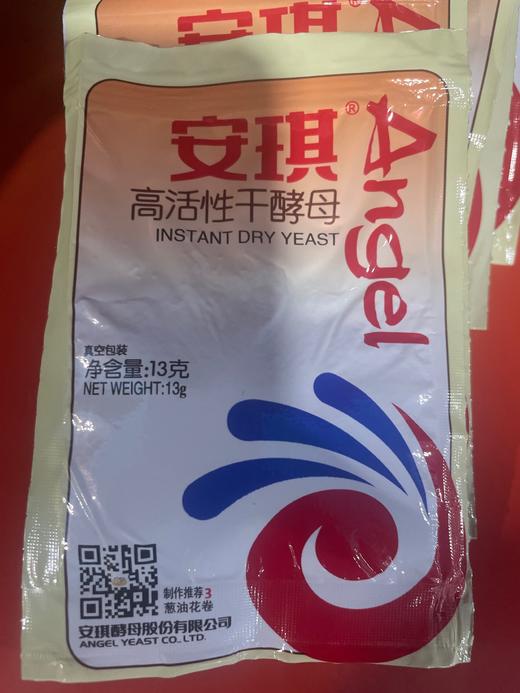 安琪
安琪®
Angel
高活性干酵母
INSTANT DRY YEAST
真空包装
净含量:13克
NET WEIGHT:13g
制作推荐3
葱油花卷
安琪酵母股份有限公司
ANGEL YEAST CO.,LTD.